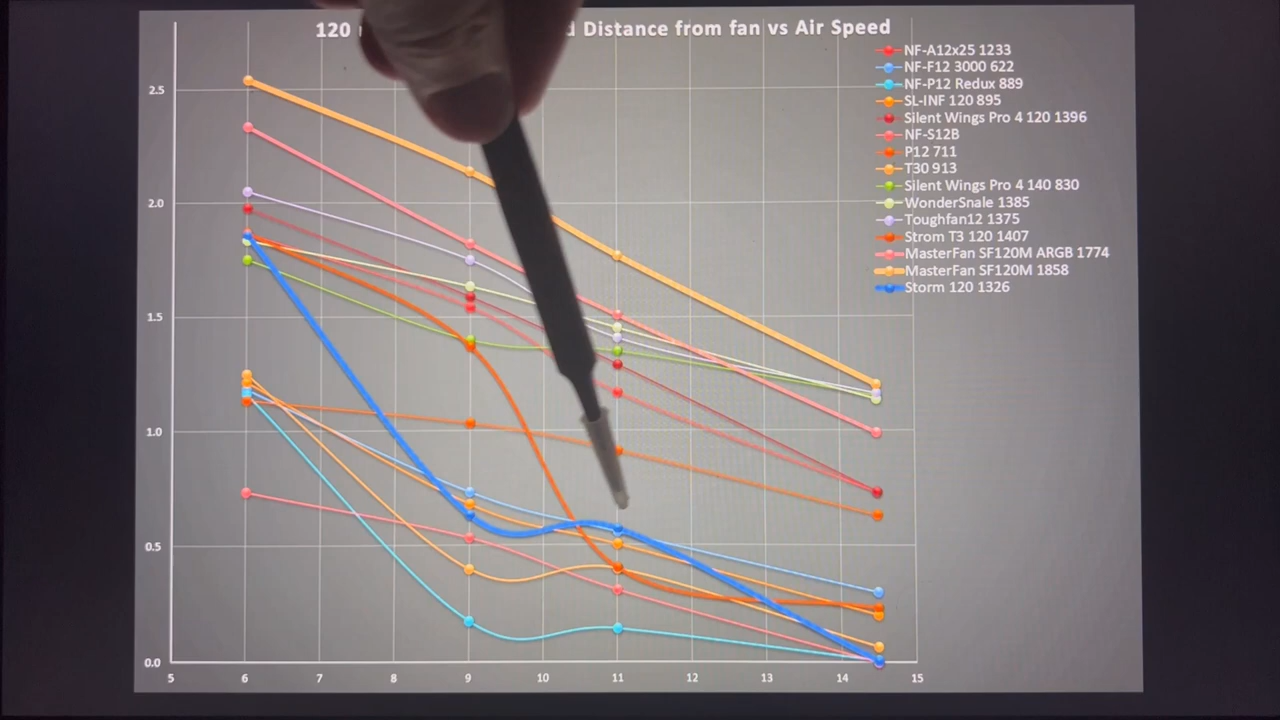 120 d Distance from fan vs Air Speed
NF-A12x25 1233
NF-F12 3000 622
NF-P12 Redux 889
SL-INF 120 895
Silent Wings Pro 4 120 1396
NF-S12B
P12 711
T30 913
Silent Wings Pro 4 140 830
WonderSnale 1385
Toughfan12 1375
Strom T3 120 1407
MasterFan SF120M ARGB 1774
MasterFan SF120M 1858
Storm 120 1326
2.5
2.0
1.5
1.0
0.5
0.0
5 6 7 8 9 10 11 12 13 14 15